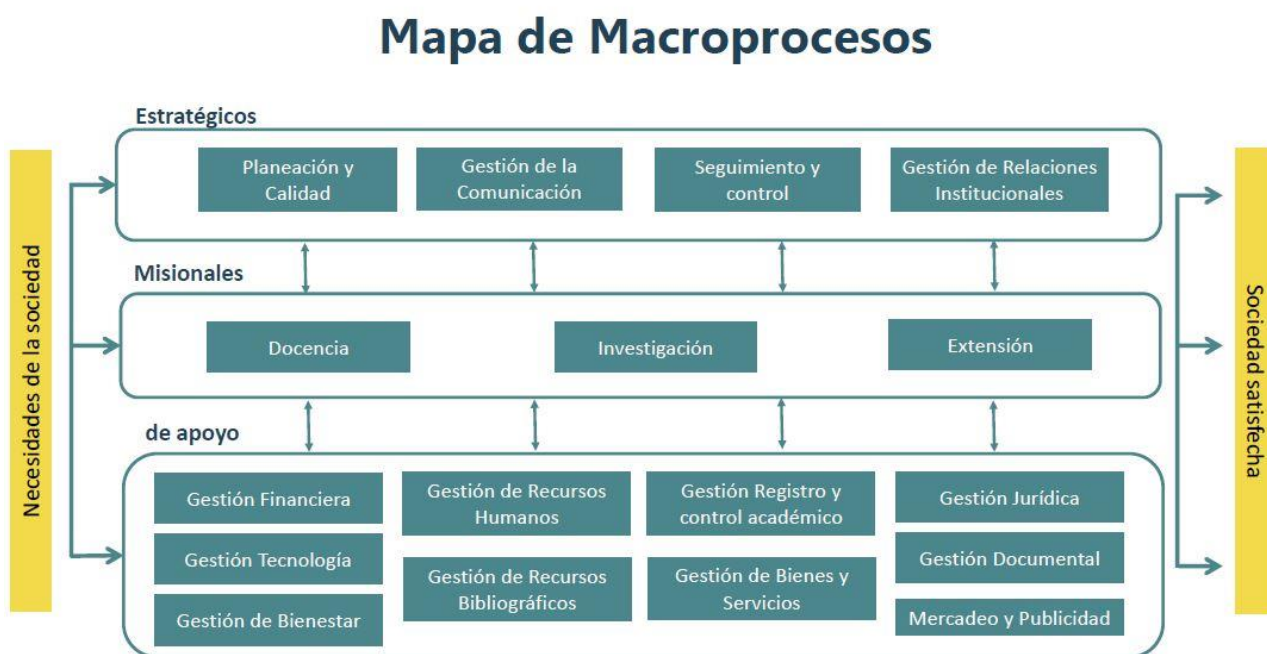 Mapa de Macroprocesos
Estratégicos
Planeación y
Calidad
Gestión de la
Comunicación
Seguimiento y
control
Gestión de Relaciones
Institucionales
Necesidades de la sociedad
Misionales
Docencia
Investigación
Extensión
Sociedad satisfecha
de apoyo
Gestión Financiera
Gestión de Recursos
Humanos
Gestión Registro y
control académico
Gestión Jurídica
Gestión Tecnología
Gestión de Recursos
Bibliográficos
Gestión de Bienes y
Servicios
Gestión Documental
Gestión de Bienestar
Mercadeo y Publicidad